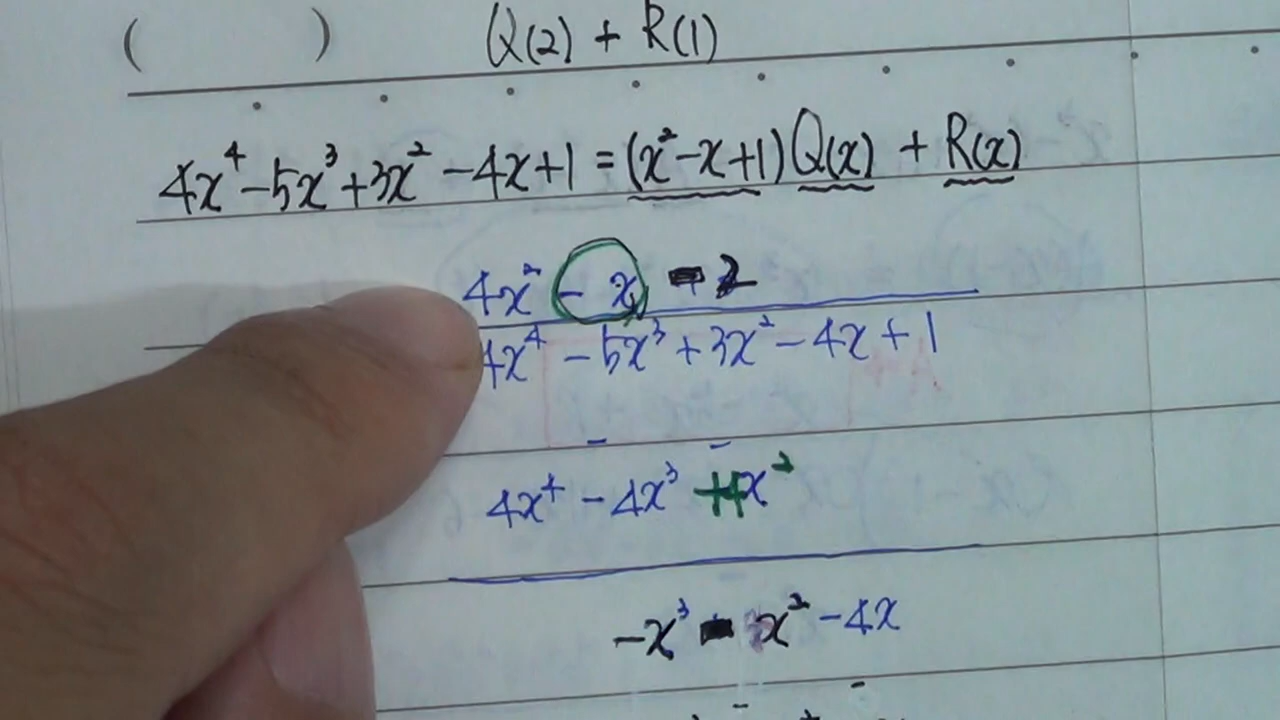 ( ) Q(2) + R(1)
4x⁴-5x³+3x²-4x+1=(x²-x+1)Q(x)+R(x)
4x²-x-2
4x⁴-5x³+3x²-4x+1
4x⁴-4x³+4x²
-x³-x²-4x